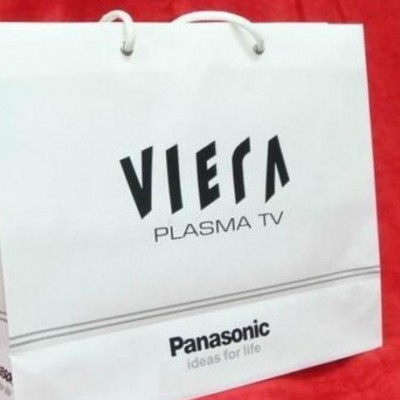 VIERA
PLASMA TV
Panasonic
ideas for life